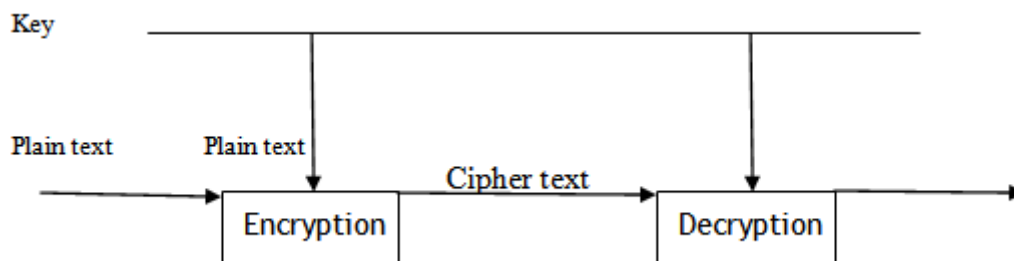 Key
Plain text Plain text
Cipher text
Encryption Decryption